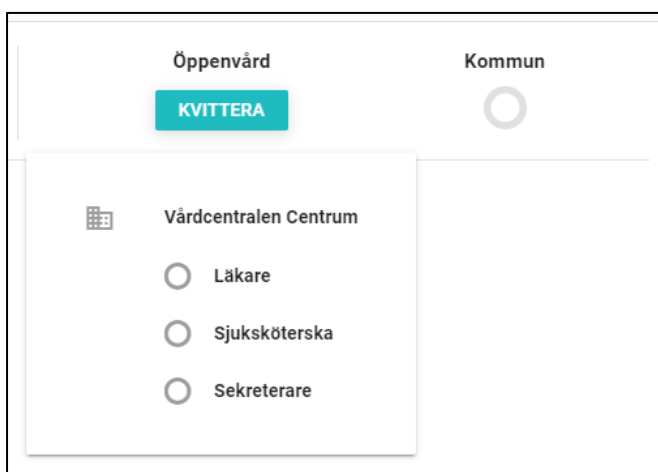 Öppenvård
Kommun
KVITTERA
Vårdcentralen Centrum
Läkare
Sjuksköterska
Sekreterare